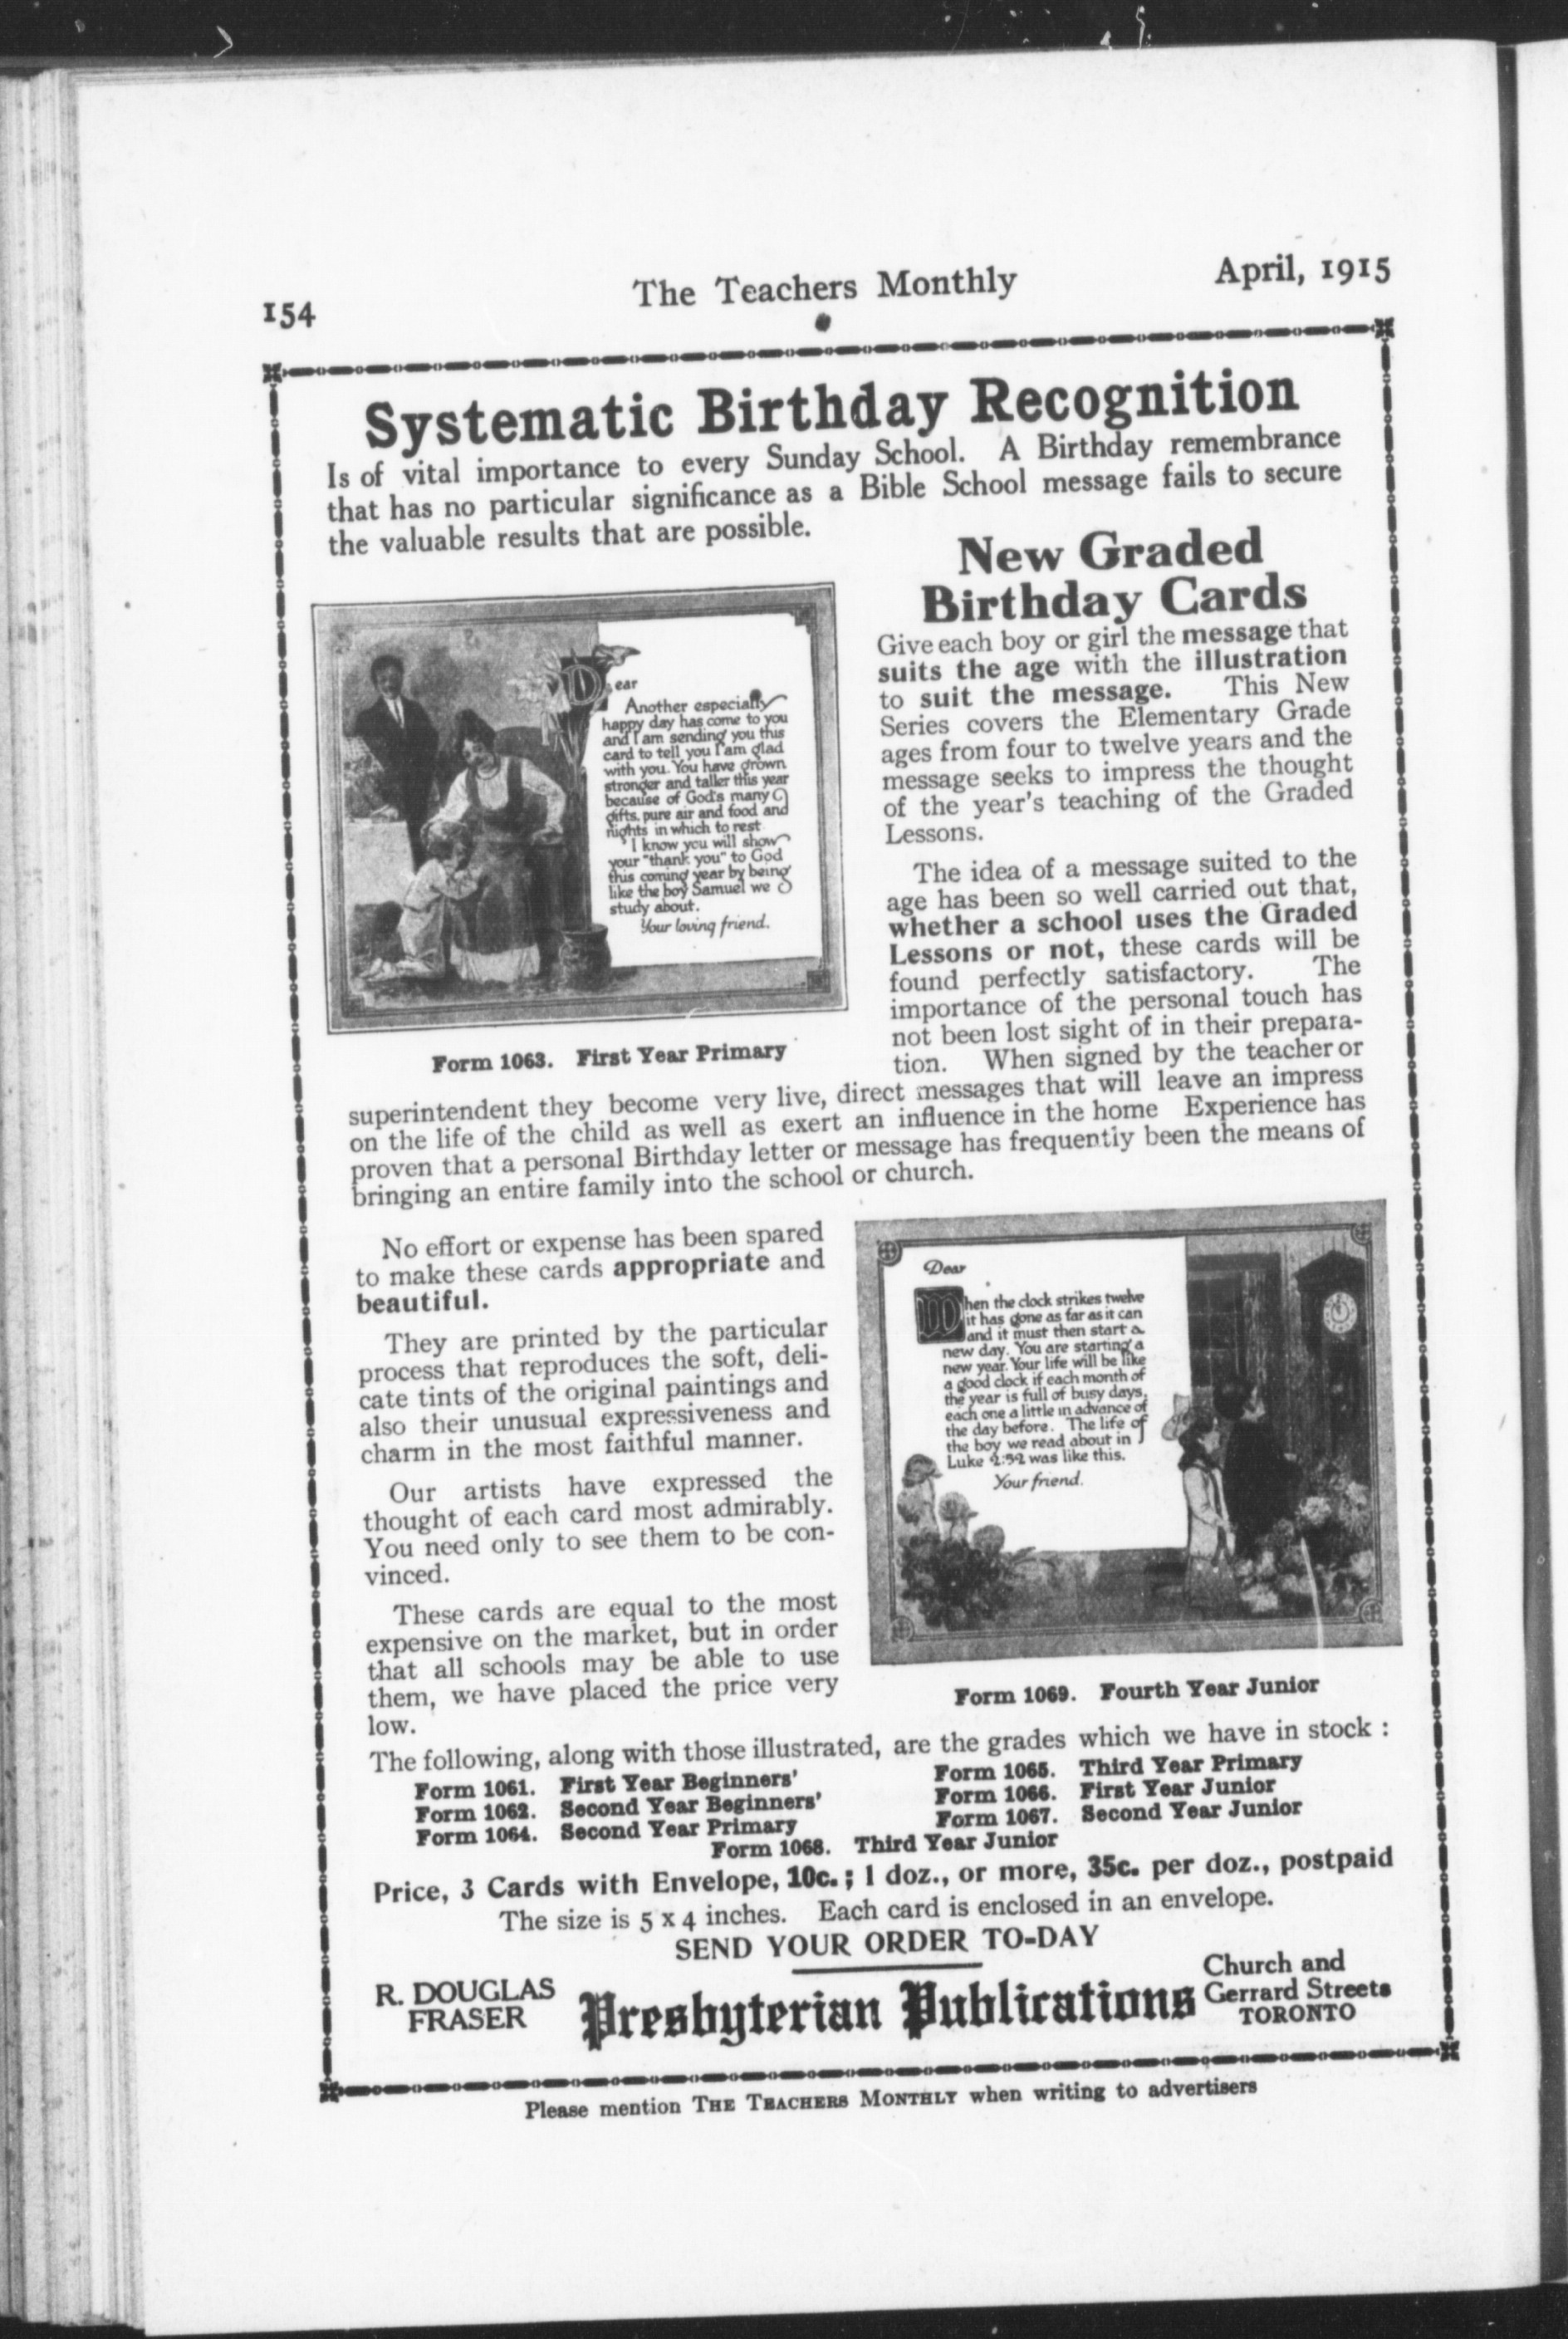 154
The Teachers Monthly
April, 1915
Systematic Birthday Recognition
Is of vital importance to every Sunday School. A Birthday remembrance
that has no particular significance as a Bible School message fails to secure
the valuable results that are possible.
New Graded
Birthday Cards
Dear
Another especially
happy day has come to you
and I am sending you this
card to tell you I am glad
with you. You have grown
stronger and taller this year
because of God's many
gifts, pure air and food and
nights in which to rest
I know you will show
your "thank you" to God
this coming year by being
like the boy Samuel we
study about.
Your loving friend.
Form 1063. First Year Primary
Give each boy or girl the message that
suits the age with the illustration
to suit the message. This New
Series covers the Elementary Grade
ages from four to twelve years and the
message seeks to impress the thought
of the year's teaching of the Graded
Lessons.
The idea of a message suited to the
age has been so well carried out that,
whether a school uses the Graded
Lessons or not, these cards will be
found perfectly satisfactory. The
importance of the personal touch has
not been lost sight of in their prepara-
tion. When signed by the teacher or
superintendent they become very live, direct messages that will leave an impress
on the life of the child as well as exert an influence in the home Experience has
proven that a personal Birthday letter or message has frequently been the means of
bringing an entire family into the school or church.
No effort or expense has been spared
to make these cards appropriate and
beautiful.
They are printed by the particular
process that reproduces the soft, deli-
cate tints of the original paintings and
also their unusual expressiveness and
charm in the most faithful manner.
Our artists have expressed the
thought of each card most admirably.
You need only to see them to be con-
vinced.
These cards are equal to the most
expensive on the market, but in order
that all schools may be able to use
them, we have placed the price very
low.
Dear
When the clock strikes twelve
it has gone as far as it can
and it must then start a
new day. You are starting a
new year. Your life will be like
a good clock if each month of
the year is full of busy days,
each one a little in advance of
the day before. The life of
the boy we read about in
Luke 2:52 was like this.
Your friend.
Form 1069. Fourth Year Junior
The following, along with those illustrated, are the grades which we have in stock :
Form 1061. First Year Beginners'
Form 1062. Second Year Beginners'
Form 1064. Second Year Primary
Form 1065. Third Year Primary
Form 1066. First Year Junior
Form 1067. Second Year Junior
Form 1068. Third Year Junior
Price, 3 Cards with Envelope, 10c. ; 1 doz., or more, 35c. per doz., postpaid
The size is 5 x 4 inches. Each card is enclosed in an envelope.
SEND YOUR ORDER TO-DAY
R. DOUGLAS
FRASER
Presbyterian Publications
Church and
Gerrard Streets
TORONTO
Please mention THE TEACHERS MONTHLY when writing to advertisers